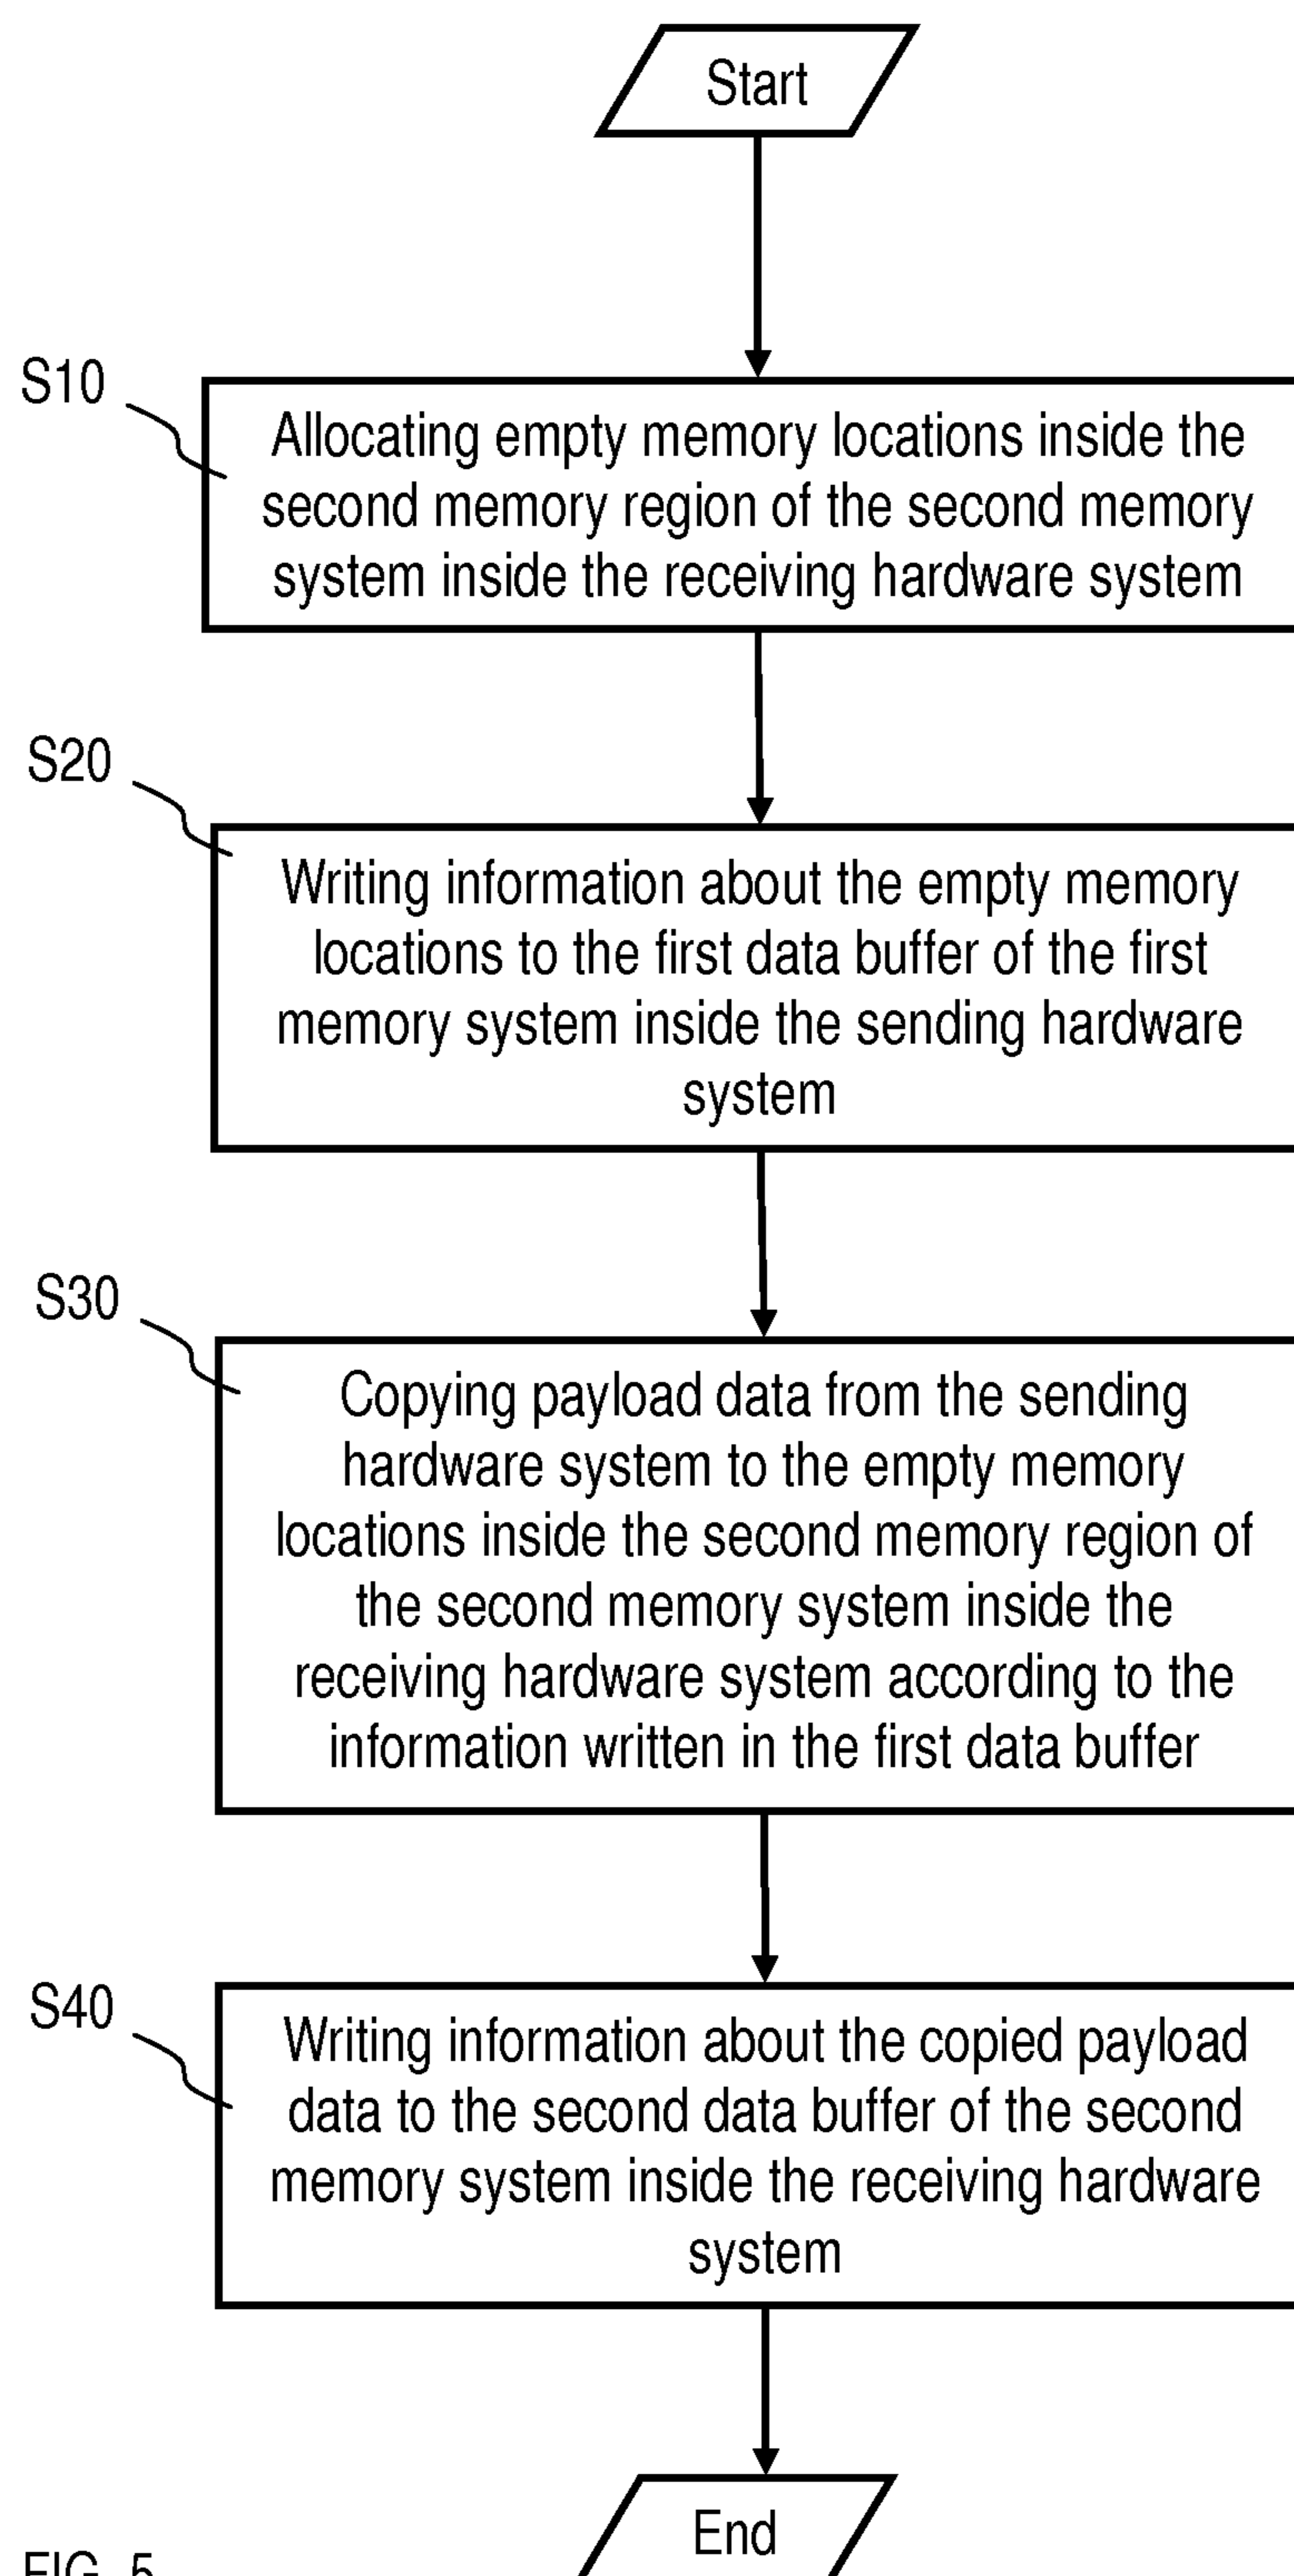 Start
S10
Allocating empty memory locations inside the
second memory region of the second memory
system inside the receiving hardware system
S20
Writing information about the empty memory
locations to the first data buffer of the first
memory system inside the sending hardware
system
S30
Copying payload data from the sending
hardware system to the empty memory
locations inside the second memory region of
the second memory system inside the
receiving hardware system according to the
information written in the first data buffer
S40
Writing information about the copied payload
data to the second data buffer of the second
memory system inside the receiving hardware
system
End
FIG. 5